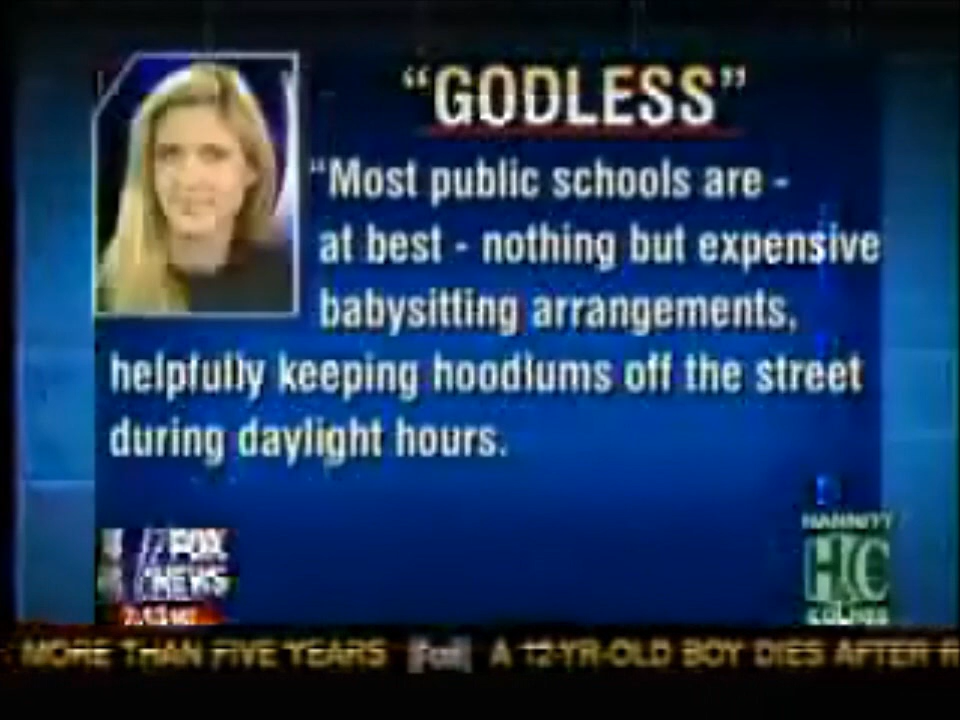 “GODLESS”
“Most public schools are -
at best - nothing but expensive
babysitting arrangements,
helpfully keeping hoodlums off the street
during daylight hours.
FOX
NEWS
HANNITY
H&C
COLMES
MORE THAN FIVE YEARS [Fox] A 12-YR-OLD BOY DIES AFTER